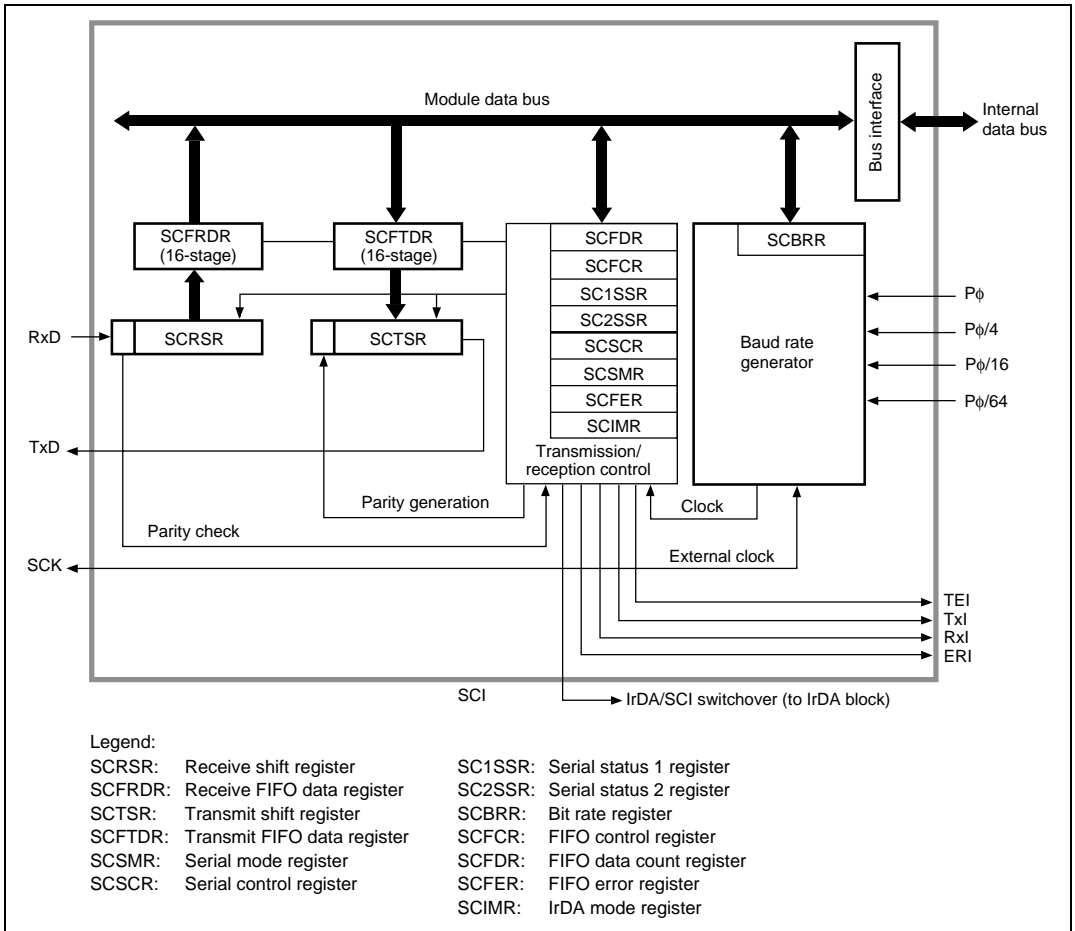 Module data bus
Bus interface
Internal
data bus
SCFRDR
(16-stage)
SCFTDR
(16-stage)
SCFDR
SCFCR
SC1SSR
SC2SSR
SCSCR
SCSMR
SCFER
SCIMR
Transmission/
reception control
SCBRR
Baud rate
generator
Pϕ
Pϕ/4
Pϕ/16
Pϕ/64
RxD
SCRSR
SCTSR
TxD
Parity generation
Clock
Parity check
SCK
External clock
TEI
TxI
RxI
ERI
SCI
IrDA/SCI switchover (to IrDA block)
Legend:
SCRSR: Receive shift register
SCFRDR: Receive FIFO data register
SCTSR: Transmit shift register
SCFTDR: Transmit FIFO data register
SCSMR: Serial mode register
SCSCR: Serial control register
SC1SSR: Serial status 1 register
SC2SSR: Serial status 2 register
SCBRR: Bit rate register
SCFCR: FIFO control register
SCFDR: FIFO data count register
SCFER: FIFO error register
SCIMR: IrDA mode register